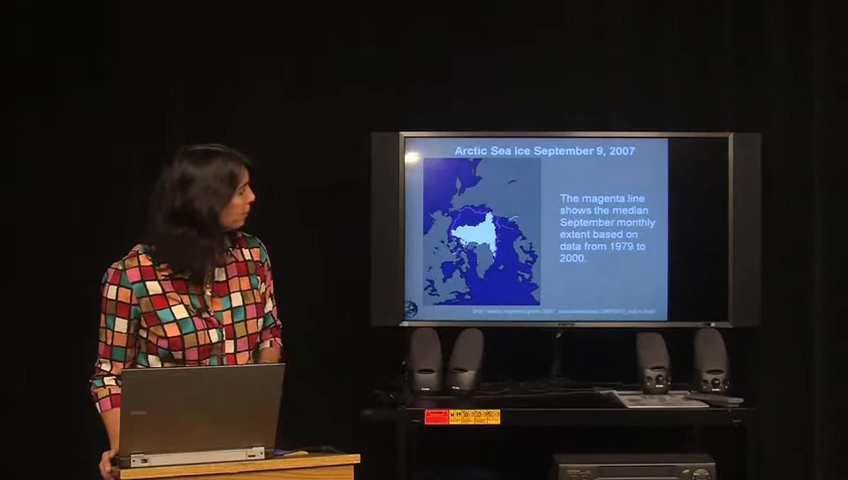 Arctic Sea Ice September 9, 2007
The magenta line
shows the median
September monthly
extent based on
data from 1979 to
2000.